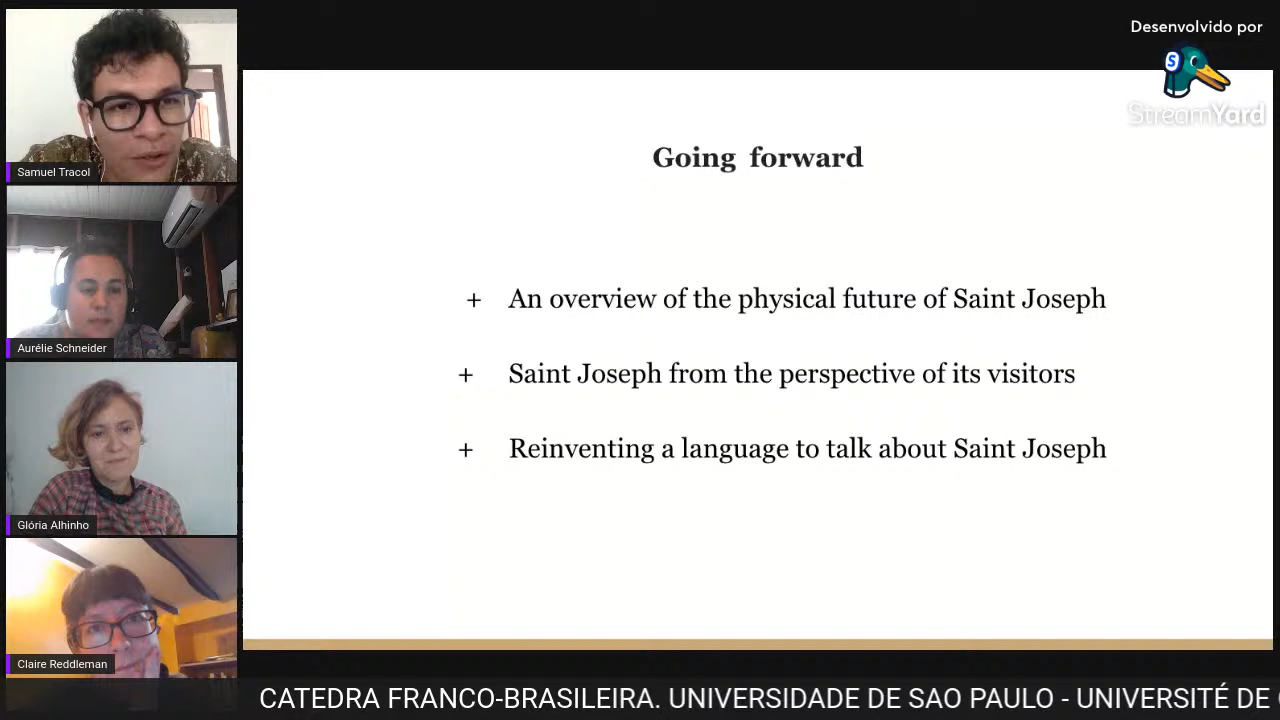 Samuel Tracol
Aurélie Schneider
Glória Alhinho
Claire Reddleman
Desenvolvido por
S
StreamYard
Going forward
+ An overview of the physical future of Saint Joseph
+ Saint Joseph from the perspective of its visitors
+ Reinventing a language to talk about Saint Joseph
CATEDRA FRANCO-BRASILEIRA. UNIVERSIDADE DE SAO PAULO - UNIVERSITÉ DE